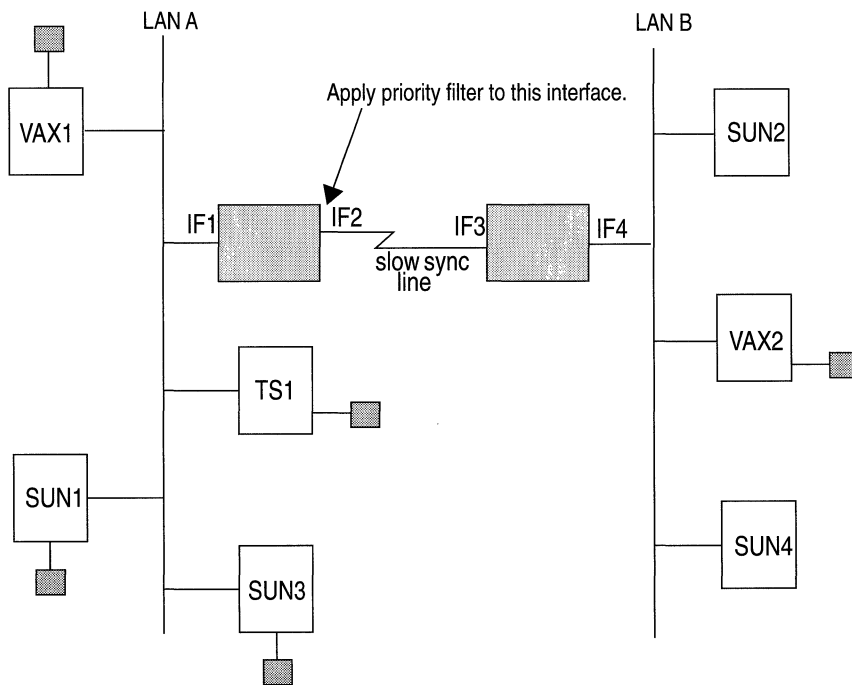 LAN A
LAN B
Apply priority filter to this interface.
VAX1
SUN2
IF1
IF2
IF3
IF4
slow sync
line
VAX2
TS1
SUN1
SUN4
SUN3